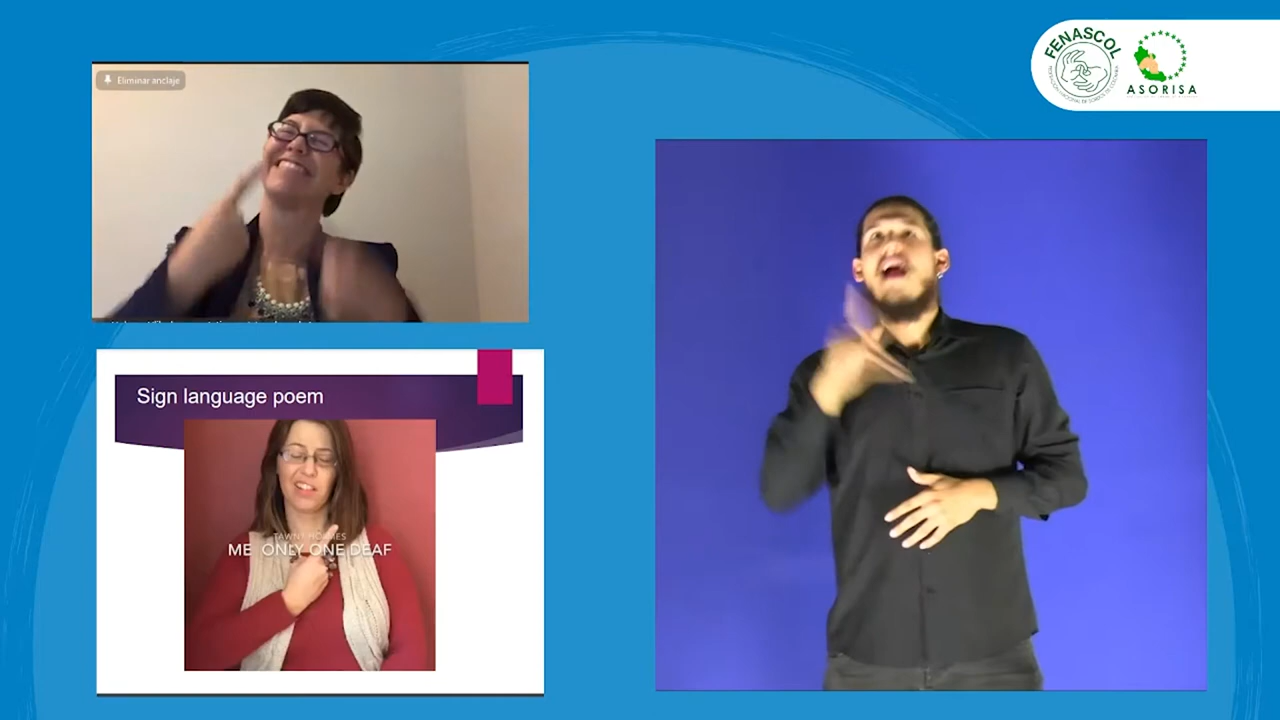 Eliminar anclaje
FENASCOL
ASORISA
Sign language poem
TAWNY HOLMES
ME ONLY ONE DEAF